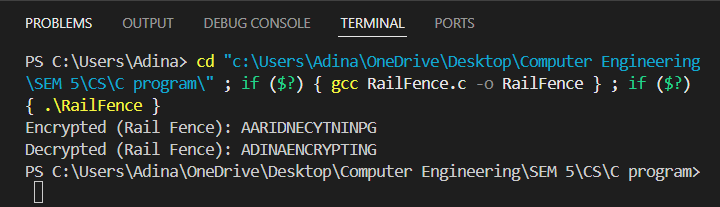 PROBLEMS OUTPUT DEBUG CONSOLE TERMINAL PORTS
PS C:\Users\Adina> cd "c:\Users\Adina\OneDrive\Desktop\Computer Engineering
\SEM 5\CS\C program\" ; if ($?) { gcc RailFence.c -o RailFence } ; if ($?)
{ .\RailFence }
Encrypted (Rail Fence): AARIDNECYTNINPG
Decrypted (Rail Fence): ADINAENCRYPTING
PS C:\Users\Adina\OneDrive\Desktop\Computer Engineering\SEM 5\CS\C program>